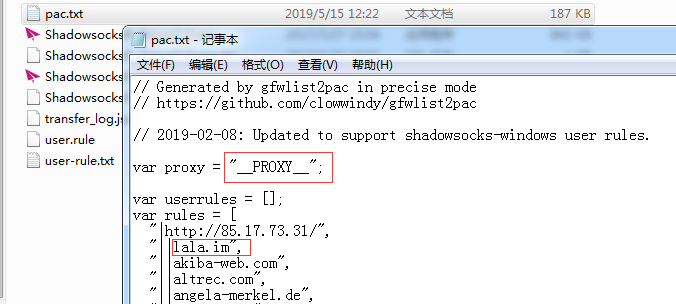 pac.txt 2019/5/15 12:22 文本文档 187 KB
Shadowsocks
Shadowsocks
Shadowsocks
Shadowsocks
transfer_log.js
user.rule
user-rule.txt
pac.txt - 记事本
文件(F) 编辑(E) 格式(O) 查看(V) 帮助(H)
// Generated by gfwlist2pac in precise mode
// https://github.com/clowwindy/gfwlist2pac
// 2019-02-08: Updated to support shadowsocks-windows user rules.
var proxy = "__PROXY__";
var userrules = [];
var rules = [
"|http://85.17.73.31/",
"||lala.im",
"||akiba-web.com",
"||altrec.com",
"||angela-merkel.de",